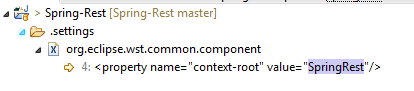 > Spring-Rest [Spring-Rest master]
.settings
org.eclipse.wst.common.component
4: <property name="context-root" value="SpringRest"/>